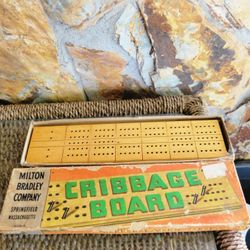 MILTON
BRADLEY
COMPANY
SPRINGFIELD
MASSACHUSETTS
CRIBBAGE
BOARD